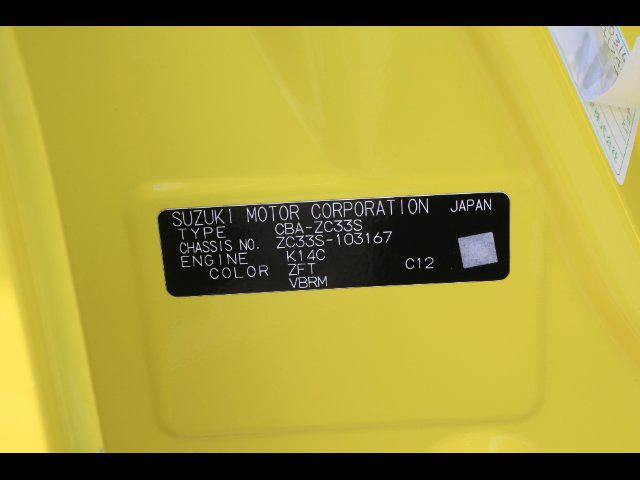 SUZUKI MOTOR CORPORATION JAPAN
TYPE CBA-ZC33S
CHASSIS NO. ZC33S-103167
ENGINE K14C
COLOR ZFT C12
VBRM